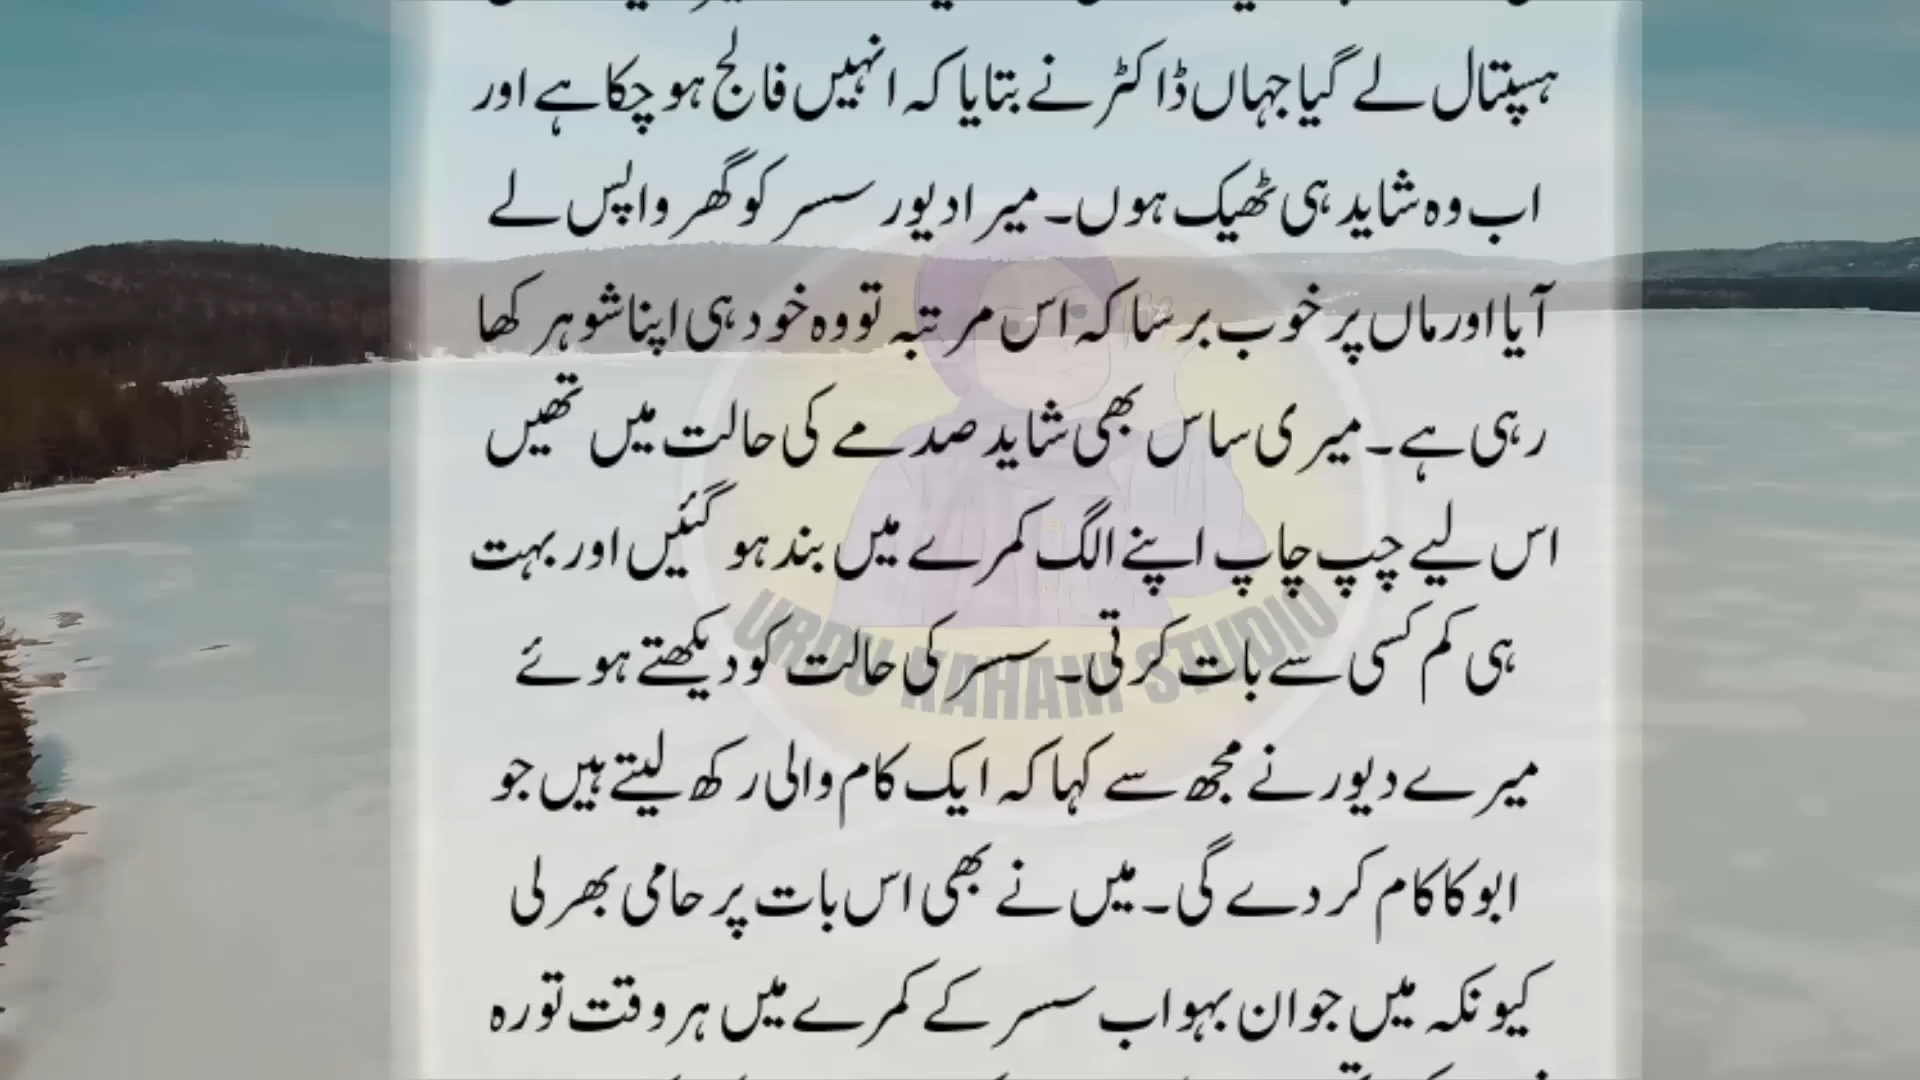 ہسپتال لے گیا جہاں ڈاکٹر نے بتایا کہ انہیں فالج ہو چکا ہے اور
اب وہ شاید ہی ٹھیک ہوں۔ میرا دیور سسر کو گھر واپس لے
آیا اور ماں پر خوب برسا کہ اس مرتبہ تو وہ خود ہی اپنا شوہر کھا
رہی ہے۔ میری ساس بھی شاید صدمے کی حالت میں تھیں
اس لیے چپ چاپ اپنے الگ کمرے میں بند ہو گئیں اور بہت
ہی کم کسی سے بات کرتی۔ سسر کی حالت کو دیکھتے ہوئے
میرے دیور نے مجھ سے کہا کہ ایک کام والی رکھ لیتے ہیں جو
ابو کا کام کر دے گی۔ میں نے بھی اس بات پر حامی بھر لی
کیونکہ میں جوان بہو اب سسر کے کمرے میں ہر وقت تو رہ
URDU KAHANI STUDIO